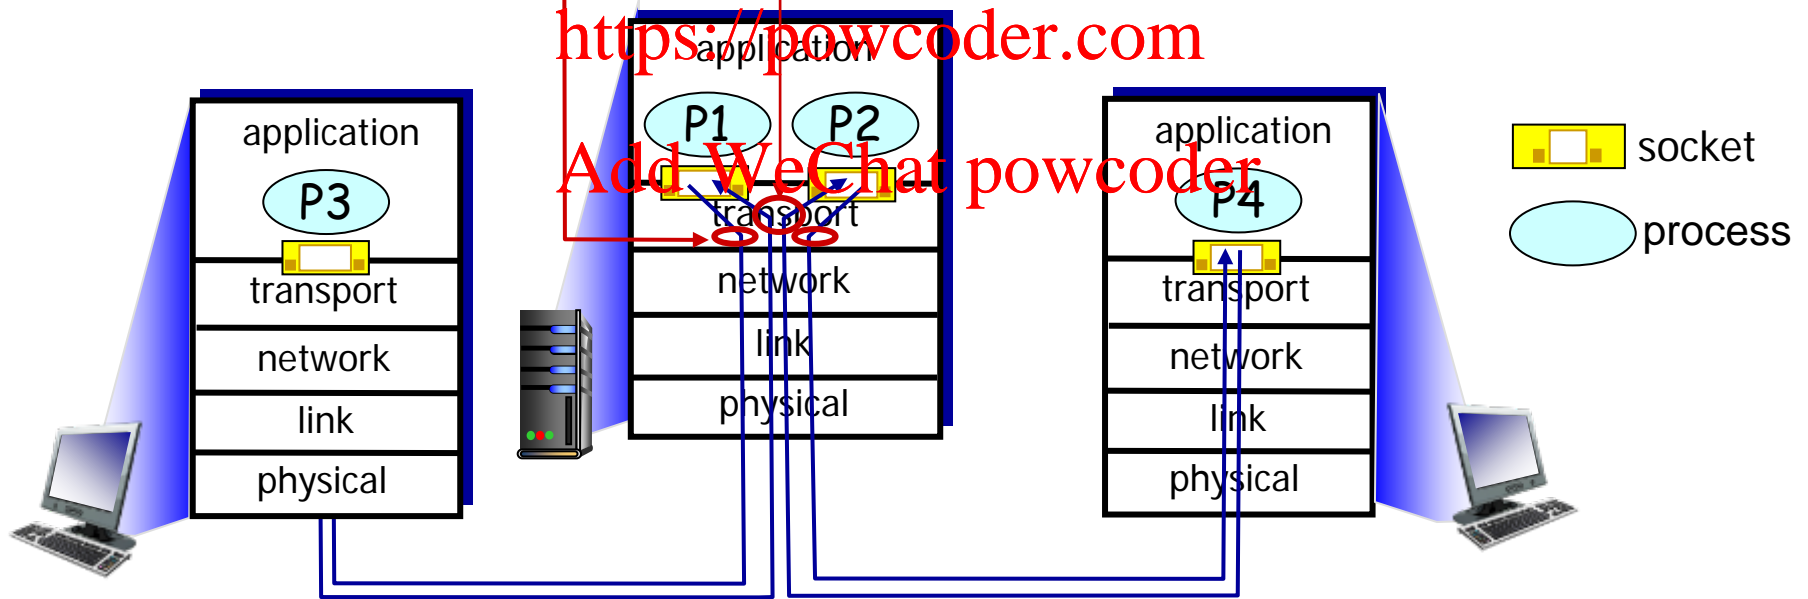 https://powcoder.com
application
P1
P2
Add WeChat powcoder
transport
network
link
physical
application
P3
transport
network
link
physical
application
P4
transport
network
link
physical
socket
process